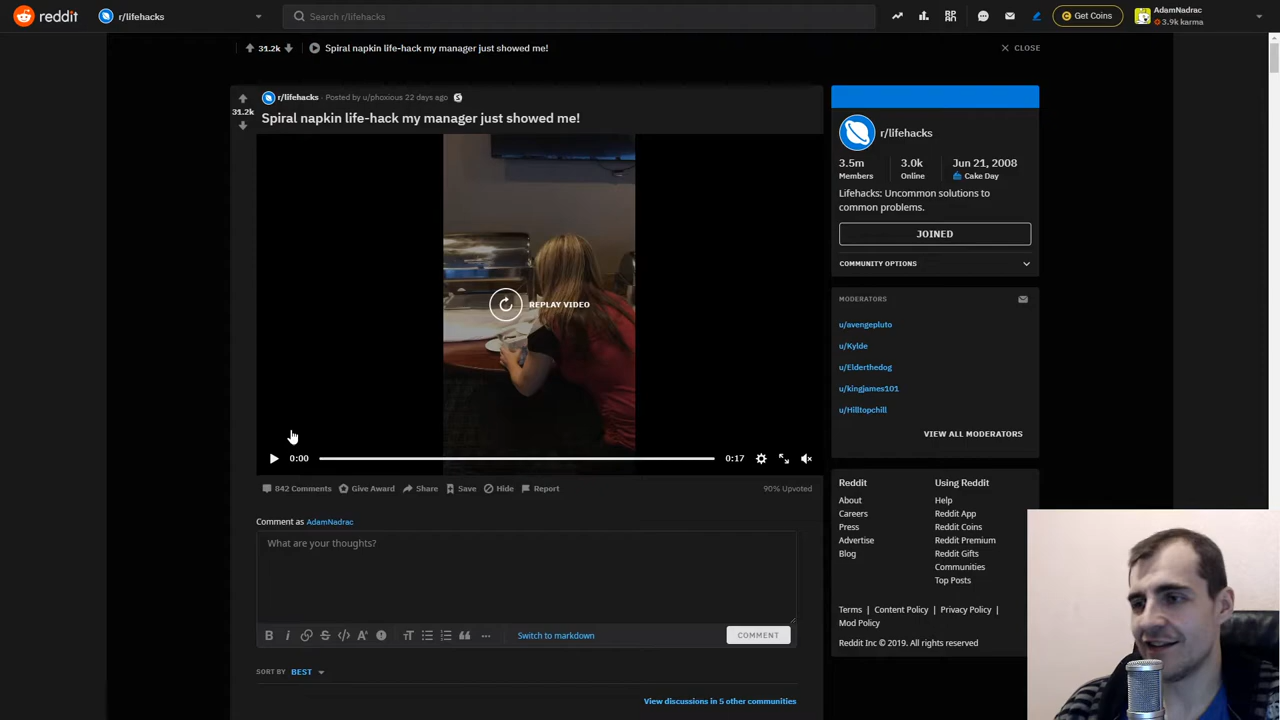 reddit
r/lifehacks
Search r/lifehacks
Get Coins
AdamNadrac
3.9k karma
31.2k
Spiral napkin life-hack my manager just showed me!
CLOSE
r/lifehacks · Posted by u/phoxious 22 days ago
31.2k
Spiral napkin life-hack my manager just showed me!
REPLAY VIDEO
0:00
0:17
842 Comments
Give Award
Share
Save
Hide
Report
90% Upvoted
Comment as AdamNadrac
What are your thoughts?
B i
Switch to markdown
COMMENT
SORT BY BEST
View discussions in 5 other communities
r/lifehacks
3.5m 3.0k Jun 21, 2008
Members Online Cake Day
Lifehacks: Uncommon solutions to
common problems.
JOINED
COMMUNITY OPTIONS
MODERATORS
u/avengepluto
u/Kylde
u/Elderthedog
u/kingjames101
u/Hilltopchill
VIEW ALL MODERATORS
Reddit Using Reddit
About Help
Careers Reddit App
Press Reddit Coins
Advertise Reddit Premium
Blog Reddit Gifts
Communities
Top Posts
Terms | Content Policy | Privacy Policy |
Mod Policy
Reddit Inc © 2019. All rights reserved